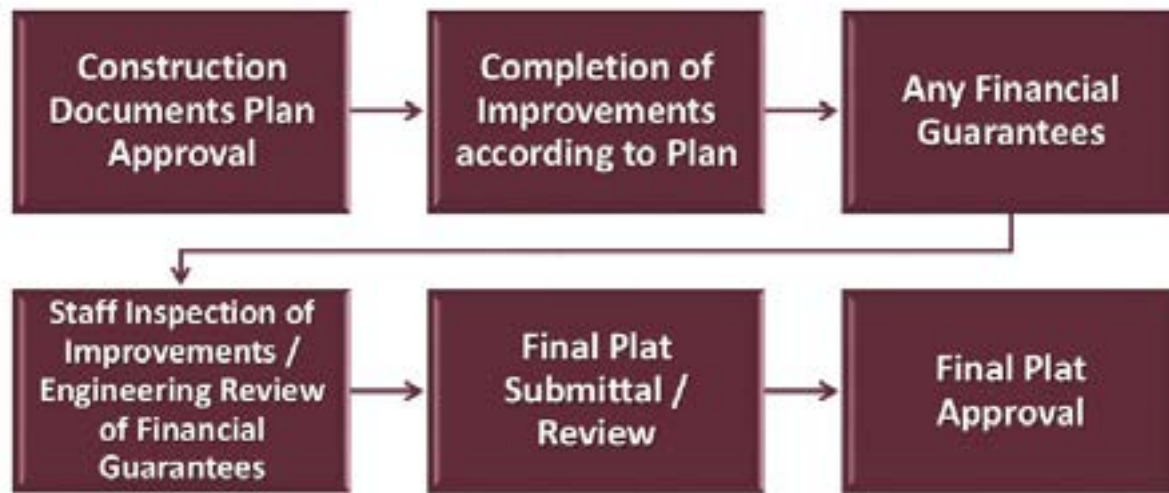 Construction
Documents Plan
Approval
Completion of
Improvements
according to Plan
Any Financial
Guarantees
Staff Inspection of
Improvements /
Engineering Review
of Financial
Guarantees
Final Plat
Submittal /
Review
Final Plat
Approval